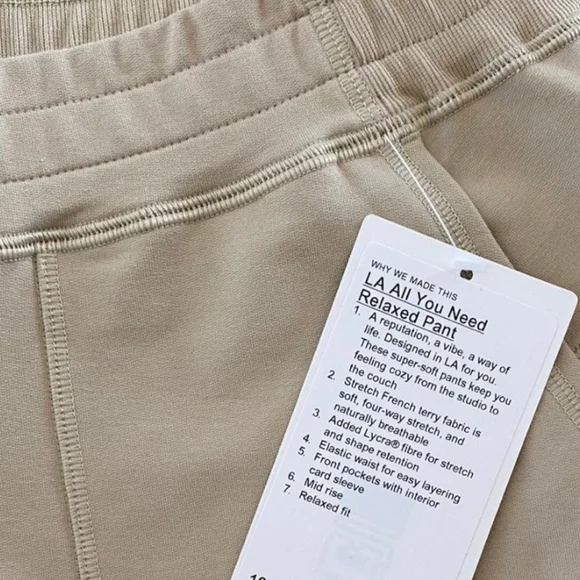 WHY WE MADE THIS
LA All You Need
Relaxed Pant
1. A reputation, a vibe, a way of
life. Designed in LA for you.
These super-soft pants keep you
feeling cozy from the studio to
the couch
2. Stretch French terry fabric is
soft, four-way stretch, and
naturally breathable
3. Added Lycra® fibre for stretch
and shape retention
4. Elastic waist for easy layering
5. Front pockets with interior
card sleeve
6. Mid rise
7. Relaxed fit